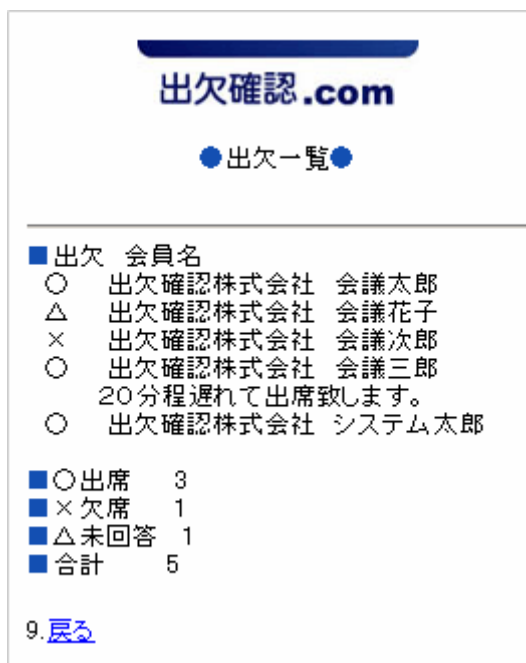 出欠確認.com
●出欠一覧●
■出欠 会員名
○ 出欠確認株式会社 会議太郎
△ 出欠確認株式会社 会議花子
× 出欠確認株式会社 会議次郎
○ 出欠確認株式会社 会議三郎
20分程遅れて出席致します。
○ 出欠確認株式会社 システム太郎
■○出席 3
■×欠席 1
■△未回答 1
■合計 5
9.戻る